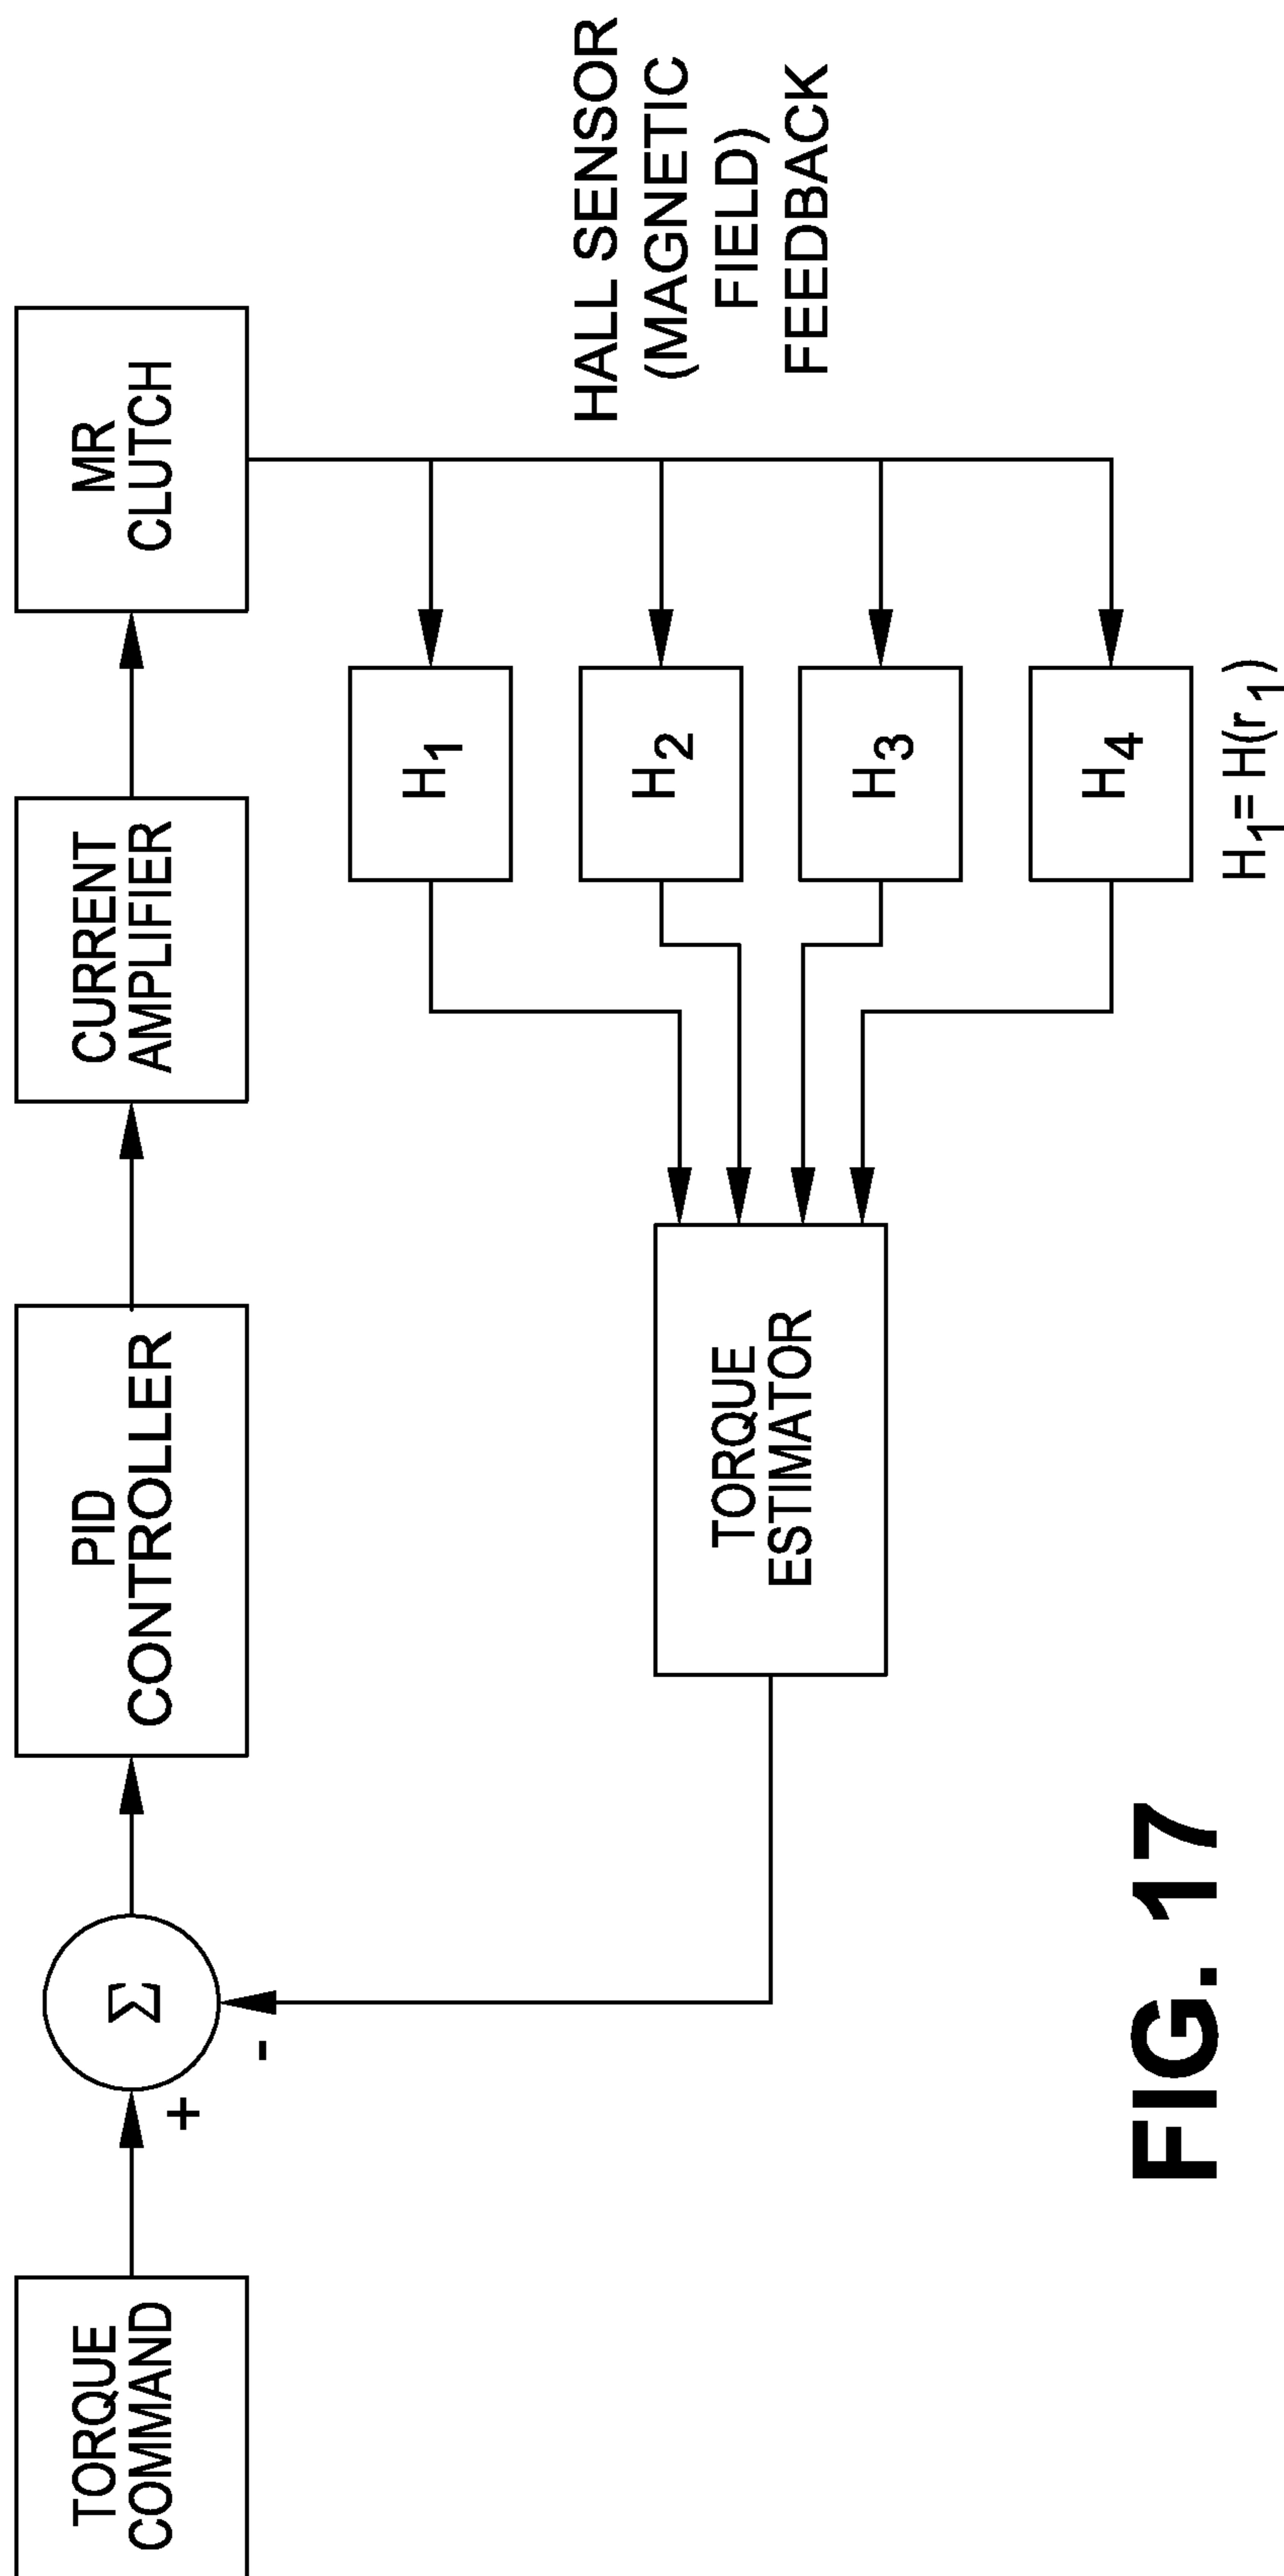 TORQUE
COMMAND
+
-
Σ
PID
CONTROLLER
CURRENT
AMPLIFIER
MR
CLUTCH
HALL SENSOR
(MAGNETIC
FIELD)
FEEDBACK
H1
H2
H3
H4
H1= H(r1)
TORQUE
ESTIMATOR
FIG. 17